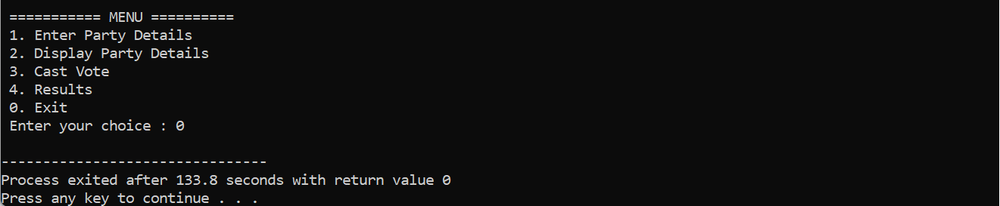 =========== MENU ==========
1. Enter Party Details
2. Display Party Details
3. Cast Vote
4. Results
0. Exit
Enter your choice : 0
--------------------------------
Process exited after 133.8 seconds with return value 0
Press any key to continue . . .